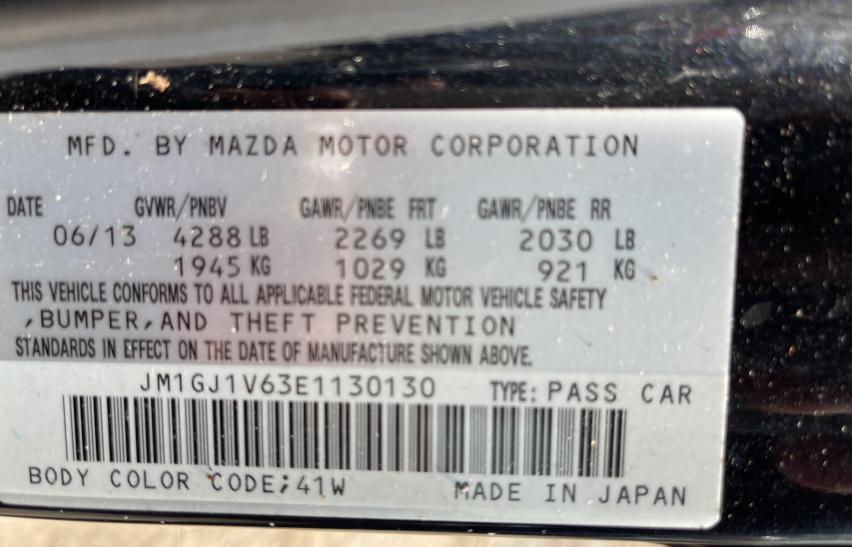 MFD. BY MAZDA MOTOR CORPORATION
DATE GVWR/PNBV GAWR/PNBE FRT GAWR/PNBE RR
06/13 4288 LB 2269 LB 2030 LB
1945 KG 1029 KG 921 KG
THIS VEHICLE CONFORMS TO ALL APPLICABLE FEDERAL MOTOR VEHICLE SAFETY
,BUMPER,AND THEFT PREVENTION
STANDARDS IN EFFECT ON THE DATE OF MANUFACTURE SHOWN ABOVE.
JM1GJ1V63E1130130 TYPE: PASS CAR
BODY COLOR CODE;41W MADE IN JAPAN